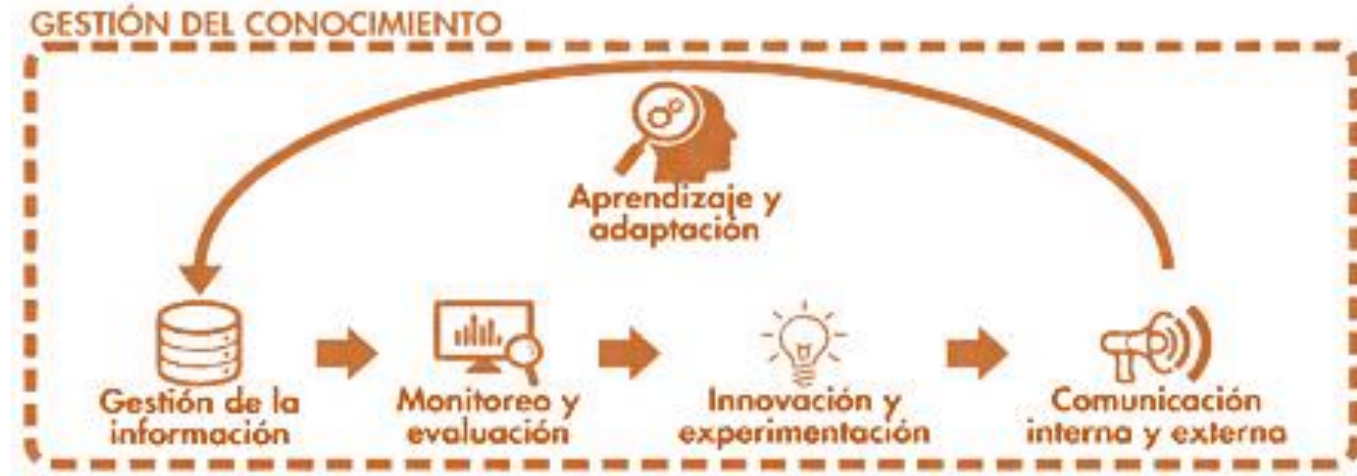 GESTIÓN DEL CONOCIMIENTO
Aprendizaje y
adaptación
Gestión de la
información
Monitoreo y
evaluación
Innovación y
experimentación
Comunicación
interna y externa